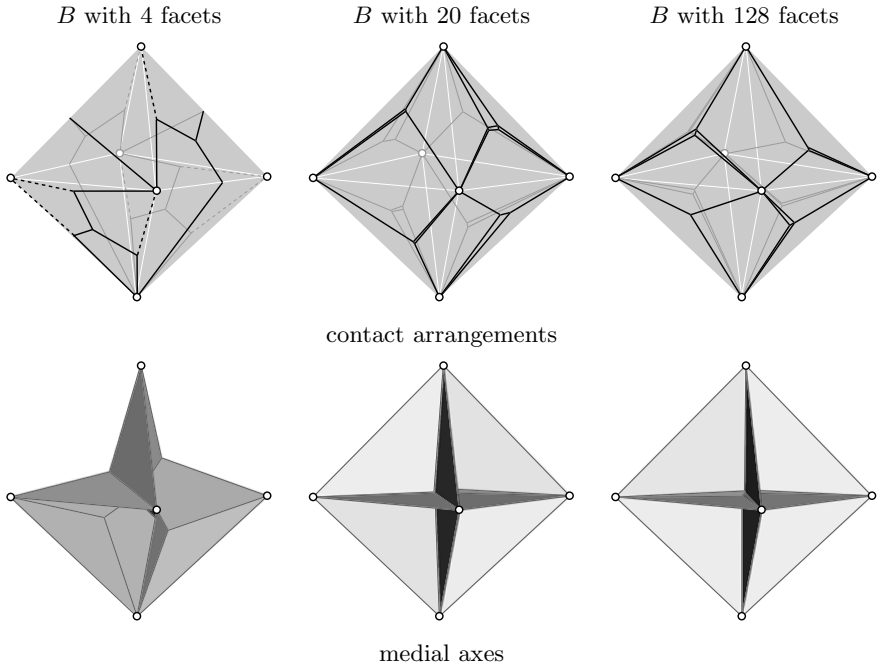 B with 4 facets B with 20 facets B with 128 facets
contact arrangements
medial axes